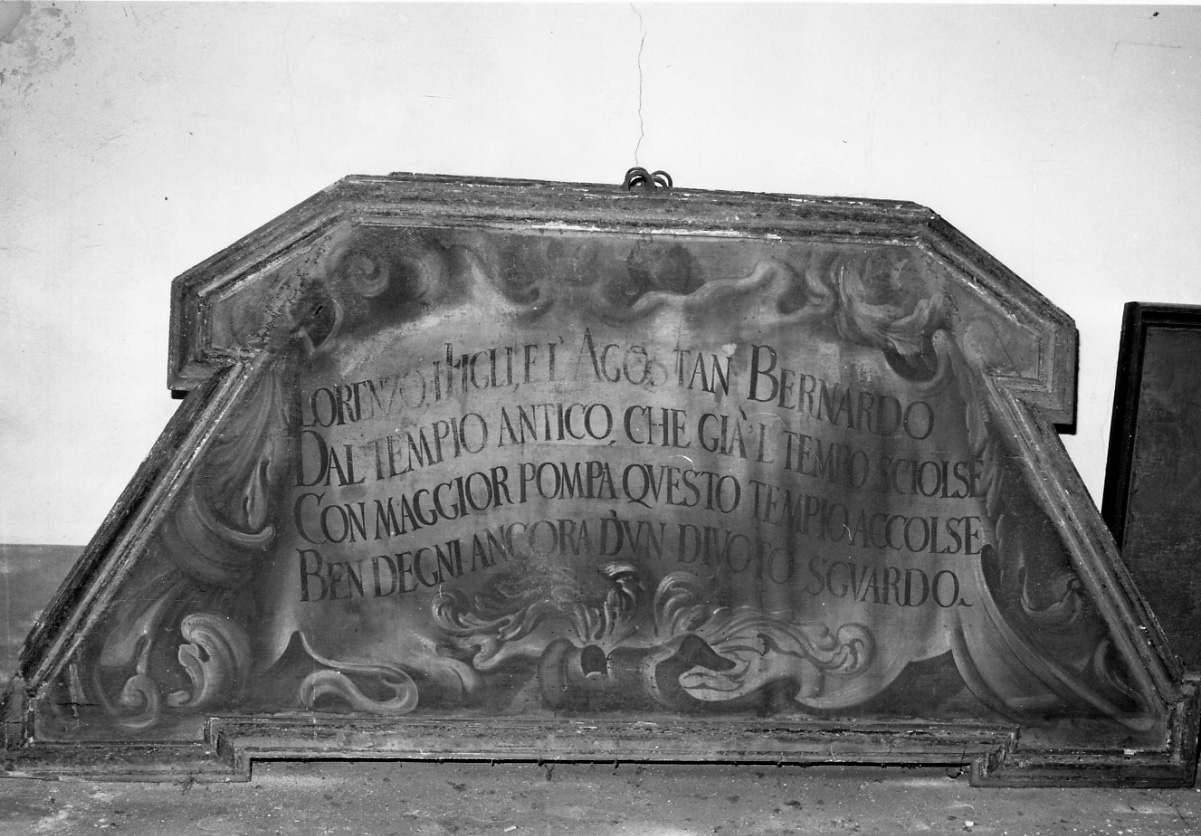 LORENZO, I FIGLI, E L'AGOSTAN BERNARDO
DAL TEMPIO ANTICO, CHE GIÀ 'L TEMPO SCIOLSE
CON MAGGIOR POMPA QVESTO TEMPIO ACCOLSE
BEN DEGNI ANCORA D'VN DIVOTO SGVARDO